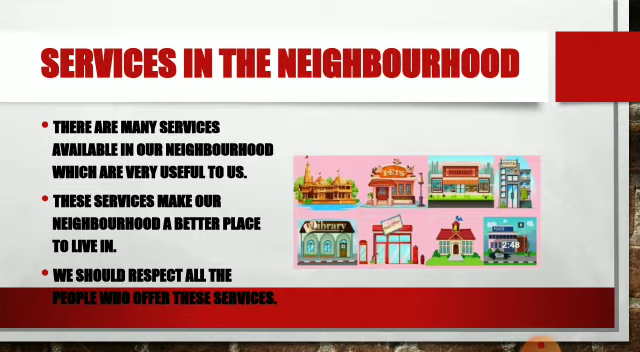 SERVICES IN THE NEIGHBOURHOOD
• THERE ARE MANY SERVICES
AVAILABLE IN OUR NEIGHBOURHOOD
WHICH ARE VERY USEFUL TO US.
• THESE SERVICES MAKE OUR
NEIGHBOURHOOD A BETTER PLACE
TO LIVE IN.
• WE SHOULD RESPECT ALL THE
PEOPLE WHO OFFER THESE SERVICES.
PETS
Library
POLICE
12:48